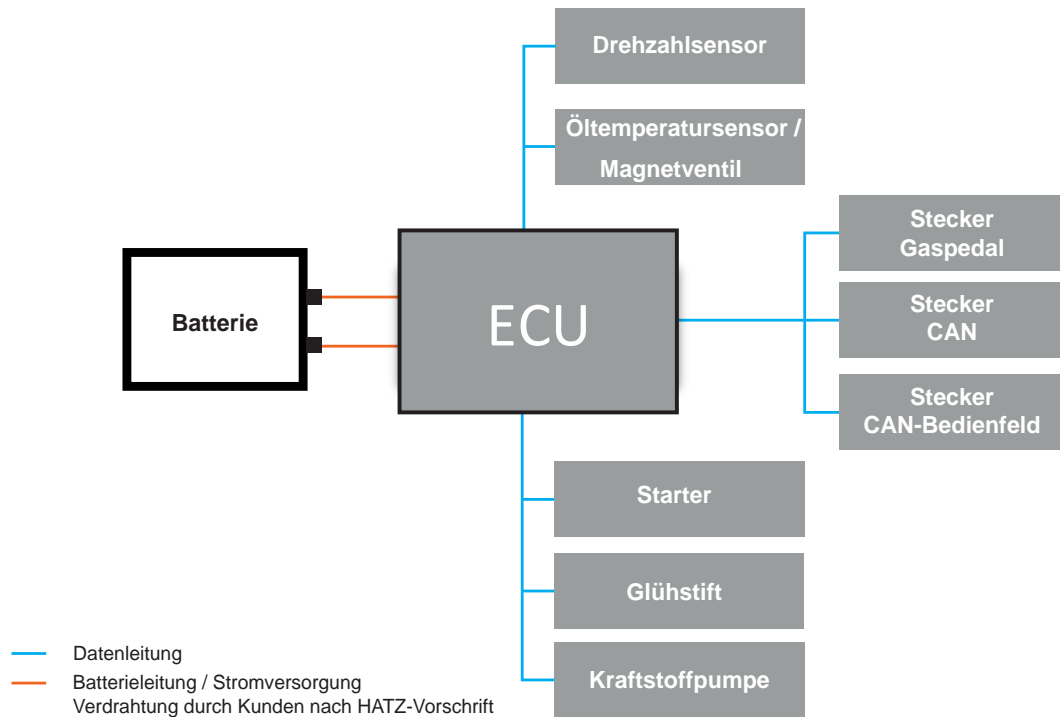 Drehzahlsensor
Öltemperatursensor /
Magnetventil
Stecker
Gaspedal
Batterie
ECU
Stecker
CAN
Stecker
CAN-Bedienfeld
Starter
Glühstift
Kraftstoffpumpe
Datenleitung
Batterieleitung / Stromversorgung
Verdrahtung durch Kunden nach HATZ-Vorschrift